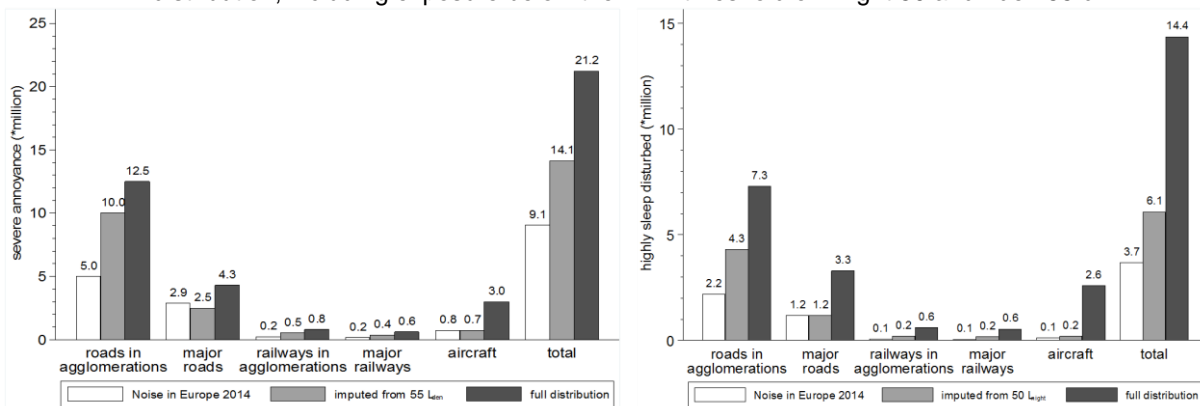 distribution, including exposures below the
25
20
15
10
5
0
severe annoyance (*million)
5.0 10.0 12.5
2.9 2.5 4.3
0.2 0.5 0.8
0.2 0.4 0.6
0.8 0.7 3.0
9.1 14.1 21.2
roads in agglomerations
major roads
railways in agglomerations
major railways
aircraft
total
Noise in Europe 2014 imputed from 55 Lden full distribution
15
10
5
0
highly sleep disturbed (*million)
2.2 4.3 7.3
1.2 1.2 3.3
0.1 0.2 0.6
0.1 0.2 0.6
0.1 0.2 2.6
3.7 6.1 14.4
roads in agglomerations
major roads
railways in agglomerations
major railways
aircraft
total
Noise in Europe 2014 imputed from 50 Lnight full distribution